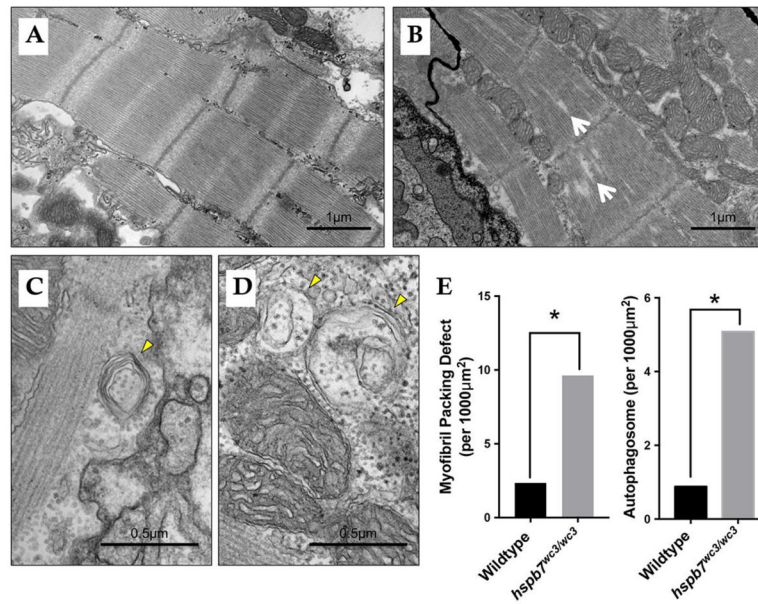 A
B
1μm
1μm
C
D
E
0.5μm
0.5μm
Myofibril Packing Defect
(per 1000μm²)
15
10
5
0
*
Wildtype
hspb7wc3/wc3
Autophagosome (per 1000μm²)
6
4
2
0
*
Wildtype
hspb7wc3/wc3